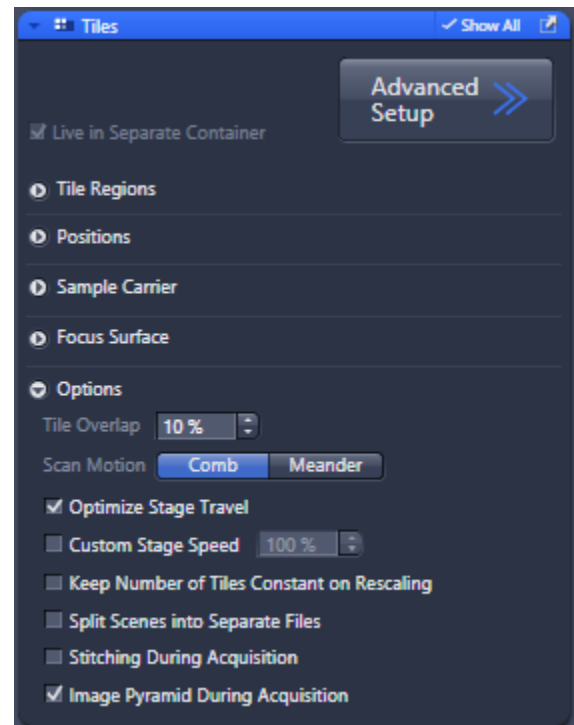 Tiles
Show All
Advanced
Setup
Live in Separate Container
Tile Regions
Positions
Sample Carrier
Focus Surface
Options
Tile Overlap 10 %
Scan Motion Comb Meander
Optimize Stage Travel
Custom Stage Speed 100 %
Keep Number of Tiles Constant on Rescaling
Split Scenes into Separate Files
Stitching During Acquisition
Image Pyramid During Acquisition